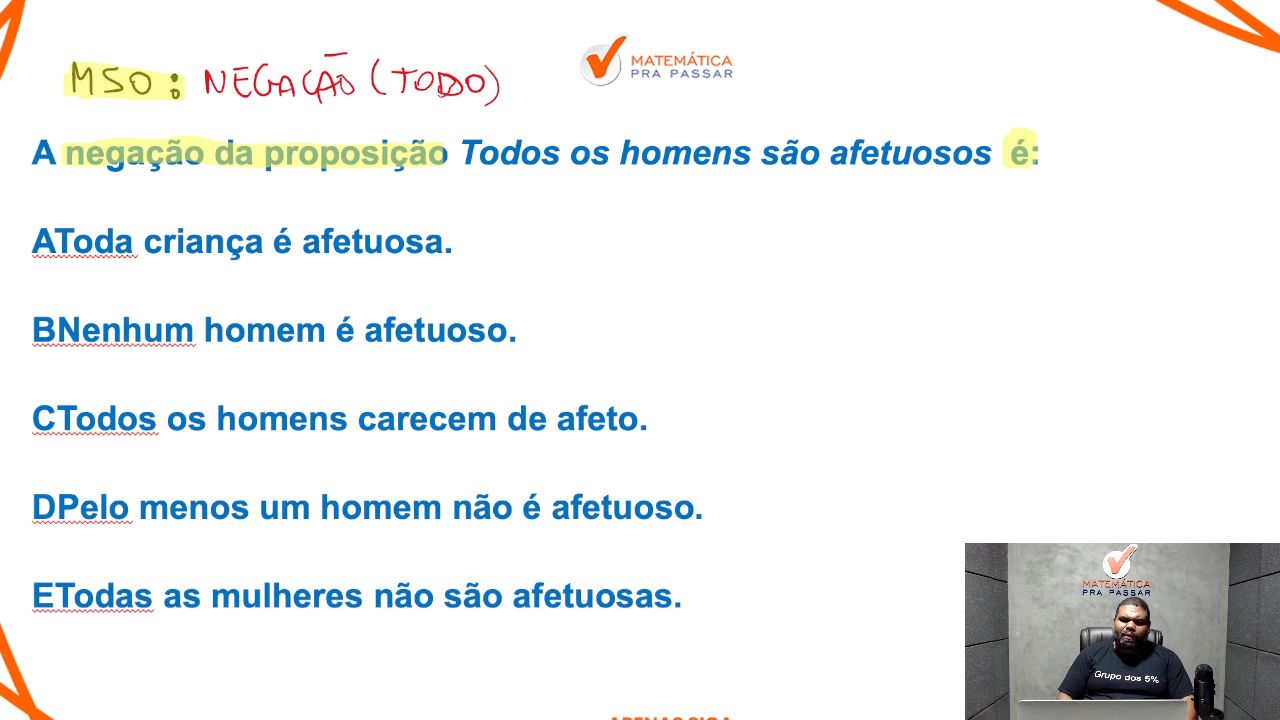 MSO: NEGAÇÃO (TODO)
MATEMÁTICA
PRA PASSAR
A negação da proposição Todos os homens são afetuosos é:
AToda criança é afetuosa.
BNenhum homem é afetuoso.
CTodos os homens carecem de afeto.
DPelo menos um homem não é afetuoso.
ETodas as mulheres não são afetuosas.
MATEMÁTICA
PRA PASSAR
Grupo dos 5%